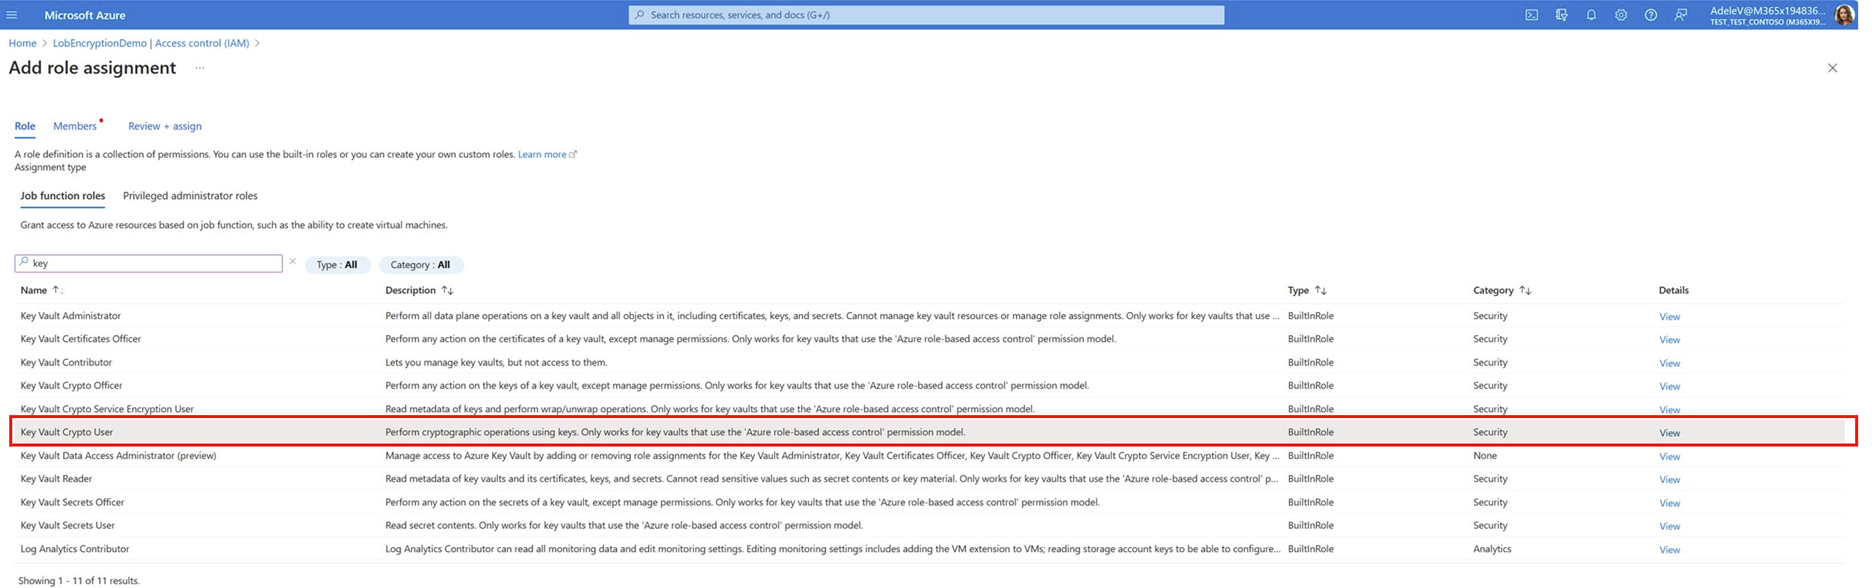 Microsoft Azure
Search resources, services, and docs (G+/)
AdeleV@M365x194836...
TEST_TEST_CONTOSO (M365X19...
Home > LobEncryptionDemo | Access control (IAM) >
Add role assignment ...
Role Members Review + assign
A role definition is a collection of permissions. You can use the built-in roles or you can create your own custom roles. Learn more
Assignment type
Job function roles Privileged administrator roles
Grant access to Azure resources based on job function, such as the ability to create virtual machines.
key Type : All Category : All
Name Description Type Category Details
Key Vault Administrator Perform all data plane operations on a key vault and all objects in it, including certificates, keys, and secrets. Cannot manage key vault resources or manage role assignments. Only works for key vaults that use ... BuiltInRole Security View
Key Vault Certificates Officer Perform any action on the certificates of a key vault, except manage permissions. Only works for key vaults that use the 'Azure role-based access control' permission model. BuiltInRole Security View
Key Vault Contributor Lets you manage key vaults, but not access to them. BuiltInRole Security View
Key Vault Crypto Officer Perform any action on the keys of a key vault, except manage permissions. Only works for key vaults that use the 'Azure role-based access control' permission model. BuiltInRole Security View
Key Vault Crypto Service Encryption User Read metadata of keys and perform wrap/unwrap operations. Only works for key vaults that use the 'Azure role-based access control' permission model. BuiltInRole Security View
Key Vault Crypto User Perform cryptographic operations using keys. Only works for key vaults that use the 'Azure role-based access control' permission model. BuiltInRole Security View
Key Vault Data Access Administrator (preview) Manage access to Azure Key Vault by adding or removing role assignments for the Key Vault Administrator, Key Vault Certificates Officer, Key Vault Crypto Officer, Key Vault Crypto Service Encryption User, Key ... BuiltInRole None View
Key Vault Reader Read metadata of key vaults and its certificates, keys, and secrets. Cannot read sensitive values such as secret contents or key material. Only works for key vaults that use the 'Azure role-based access control' p... BuiltInRole Security View
Key Vault Secrets Officer Perform any action on the secrets of a key vault, except manage permissions. Only works for key vaults that use the 'Azure role-based access control' permission model. BuiltInRole Security View
Key Vault Secrets User Read secret contents. Only works for key vaults that use the 'Azure role-based access control' permission model. BuiltInRole Security View
Log Analytics Contributor Log Analytics Contributor can read all monitoring data and edit monitoring settings. Editing monitoring settings includes adding the VM extension to VMs; reading storage account keys to be able to configure... BuiltInRole Analytics View
Showing 1 - 11 of 11 results.